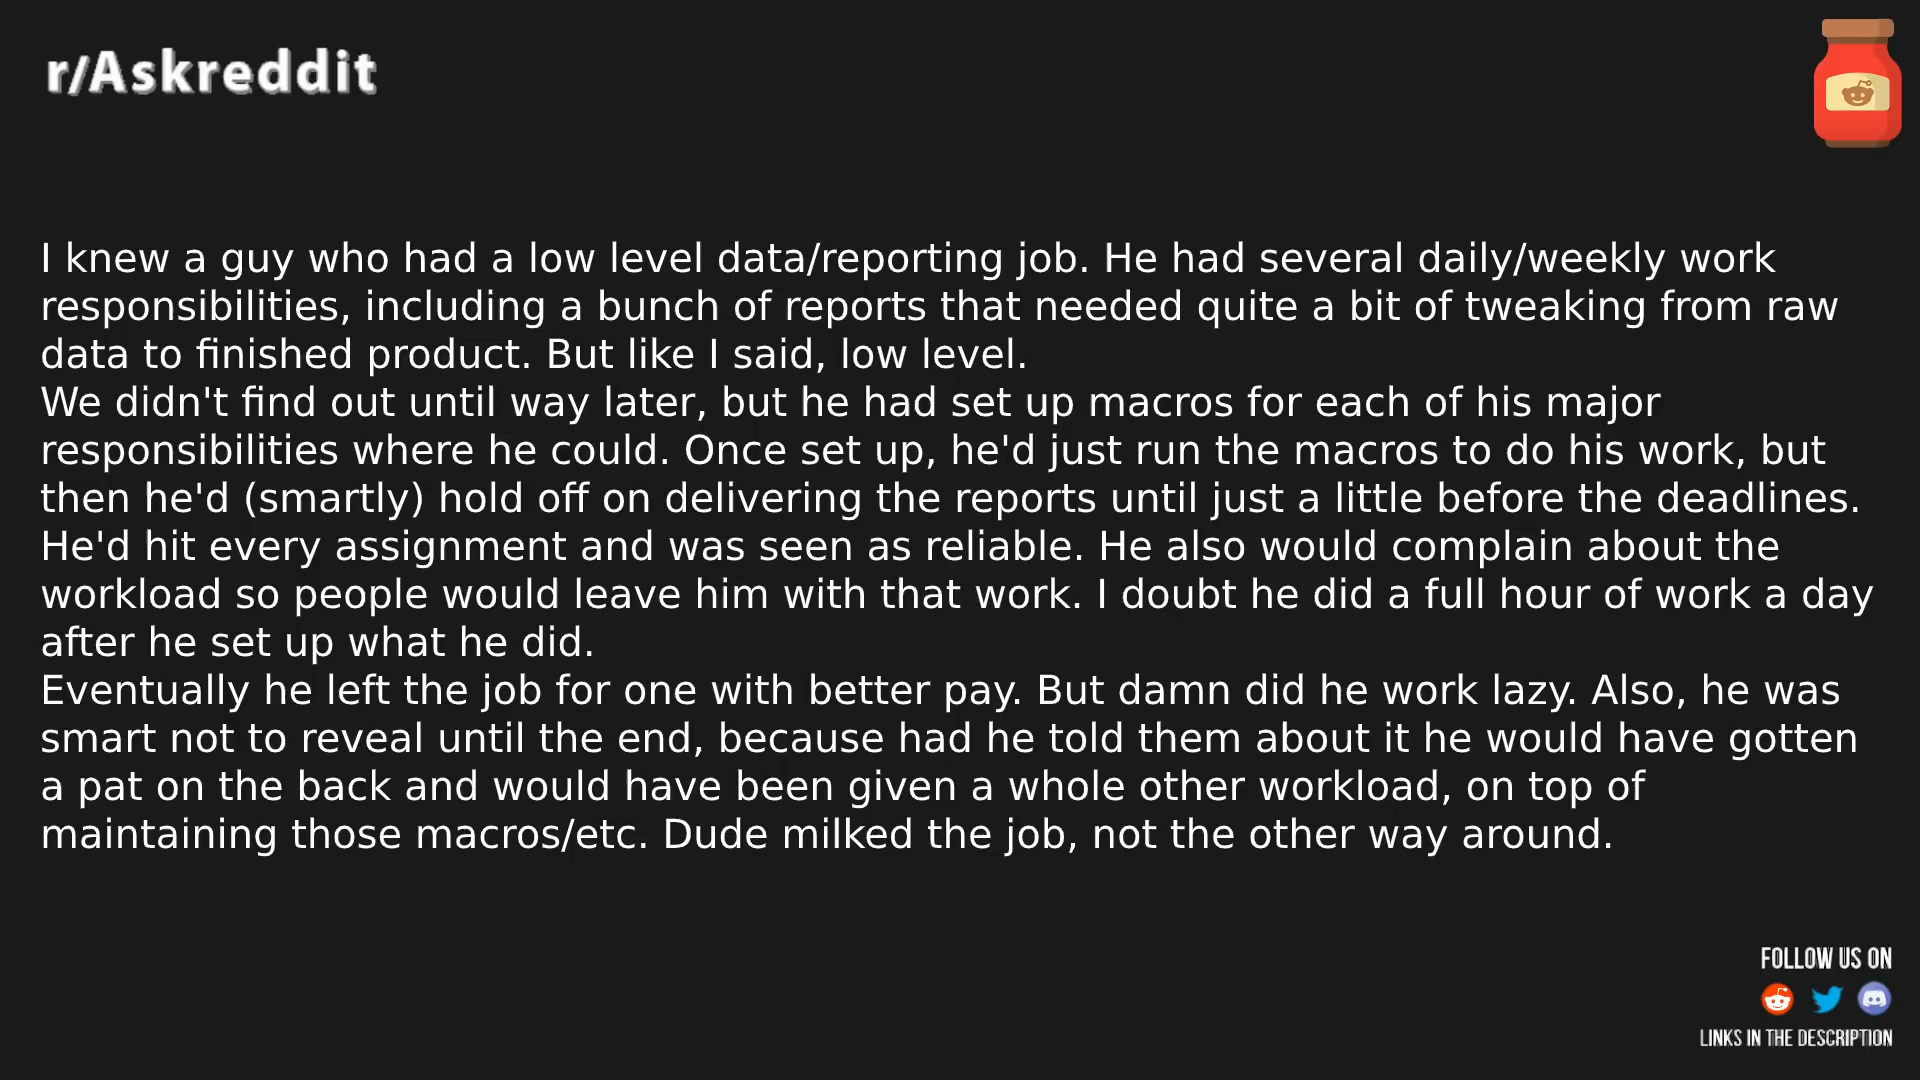 r/Askreddit
I knew a guy who had a low level data/reporting job. He had several daily/weekly work
responsibilities, including a bunch of reports that needed quite a bit of tweaking from raw
data to finished product. But like I said, low level.
We didn't find out until way later, but he had set up macros for each of his major
responsibilities where he could. Once set up, he'd just run the macros to do his work, but
then he'd (smartly) hold off on delivering the reports until just a little before the deadlines.
He'd hit every assignment and was seen as reliable. He also would complain about the
workload so people would leave him with that work. I doubt he did a full hour of work a day
after he set up what he did.
Eventually he left the job for one with better pay. But damn did he work lazy. Also, he was
smart not to reveal until the end, because had he told them about it he would have gotten
a pat on the back and would have been given a whole other workload, on top of
maintaining those macros/etc. Dude milked the job, not the other way around.
FOLLOW US ON
LINKS IN THE DESCRIPTION